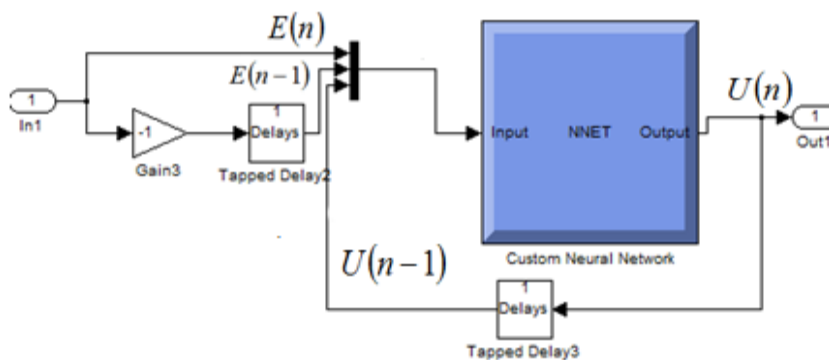 E(n)
E(n−1)
U(n)
1
In1
-1
Gain3
1
Delays
Tapped Delay2
Input
NNET
Output
1
Out1
U(n−1)
Custom Neural Network
1
Delays
Tapped Delay3